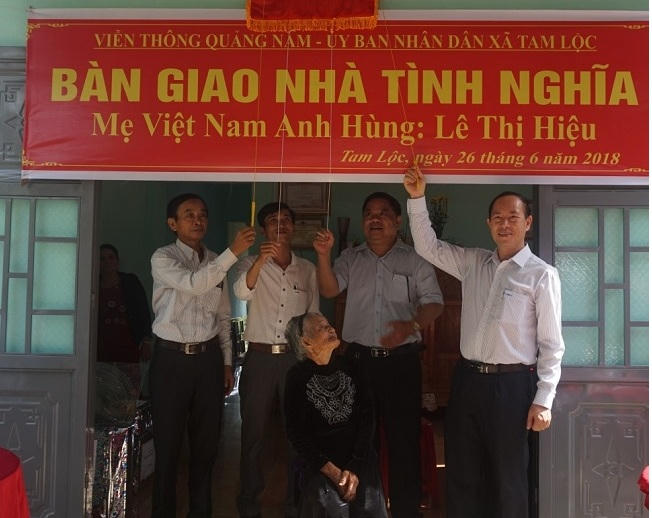 VIỄN THÔNG QUẢNG NAM - ỦY BAN NHÂN DÂN XÃ TAM LỘC
BÀN GIAO NHÀ TÌNH NGHĨA
Mẹ Việt Nam Anh Hùng: Lê Thị Hiệu
Tam Lộc, ngày 26 tháng 6 năm 2018